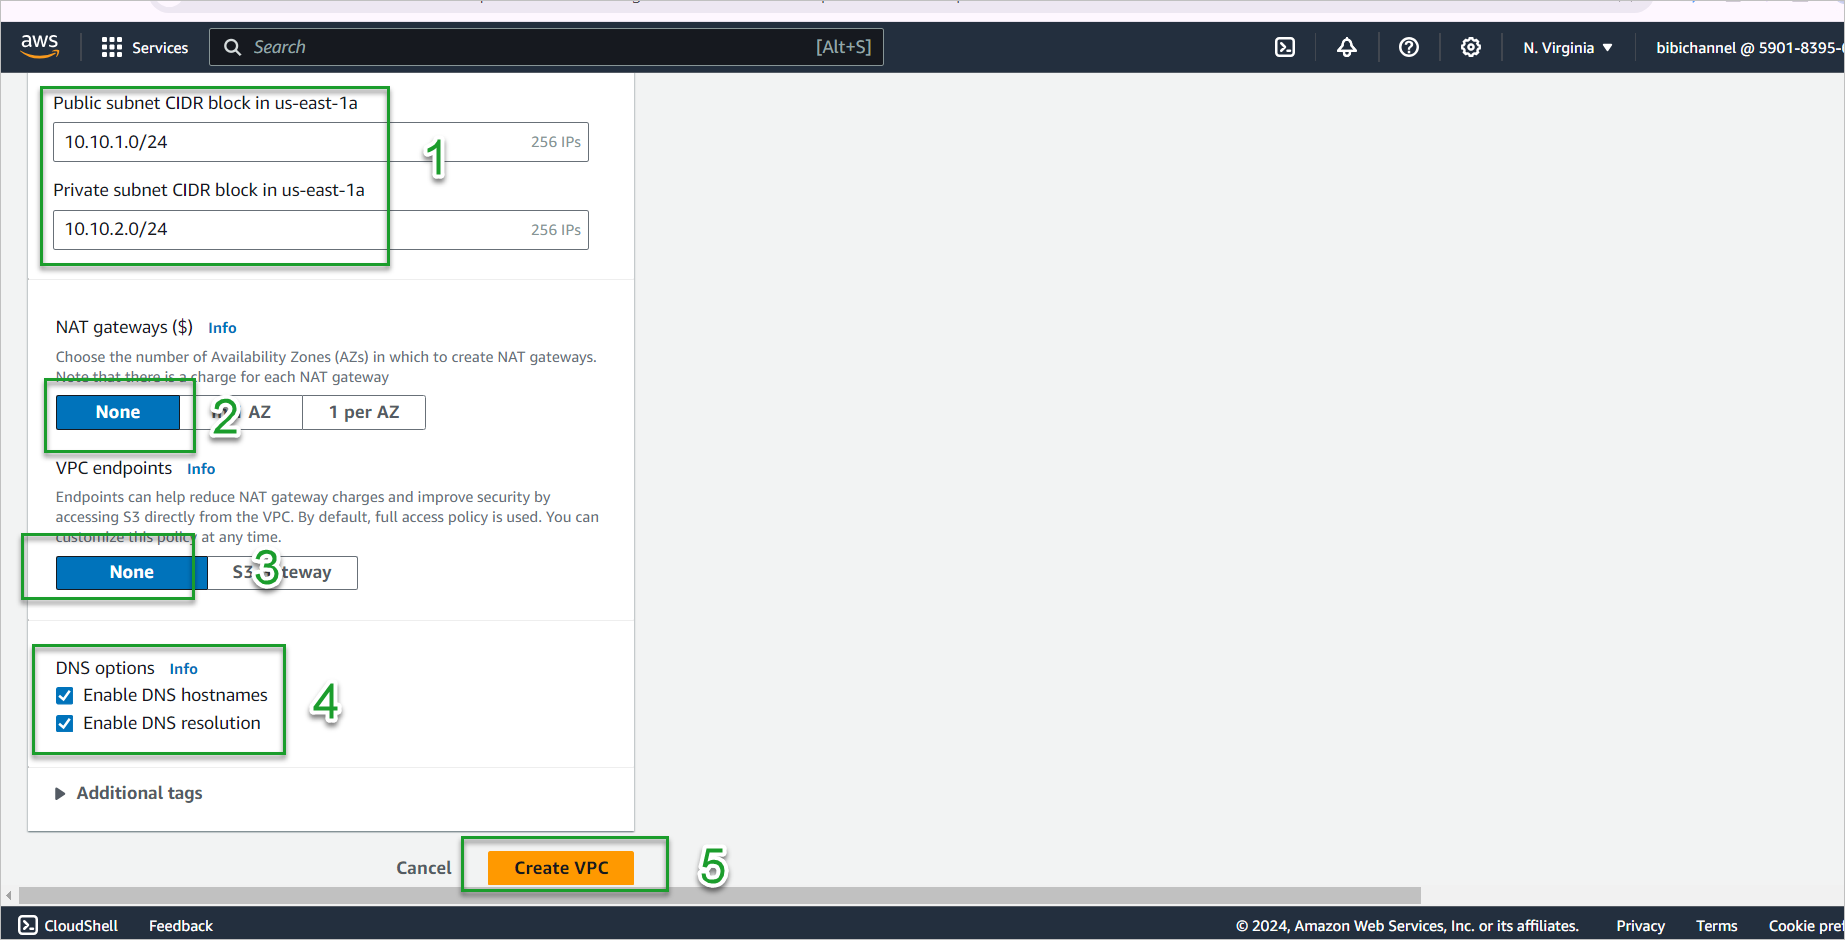 aws
Services
Search
[Alt+S]
N. Virginia
bibichannel @ 5901-8395-
Public subnet CIDR block in us-east-1a
10.10.1.0/24
256 IPs
1
Private subnet CIDR block in us-east-1a
10.10.2.0/24
256 IPs
NAT gateways ($) Info
Choose the number of Availability Zones (AZs) in which to create NAT gateways.
Note that there is a charge for each NAT gateway
None
AZ
1 per AZ
2
VPC endpoints Info
Endpoints can help reduce NAT gateway charges and improve security by
accessing S3 directly from the VPC. By default, full access policy is used. You can
customize this policy at any time.
None
3
DNS options Info
Enable DNS hostnames
Enable DNS resolution
4
Additional tags
Cancel
Create VPC
5
CloudShell
Feedback
© 2024, Amazon Web Services, Inc. or its affiliates.
Privacy
Terms
Cookie